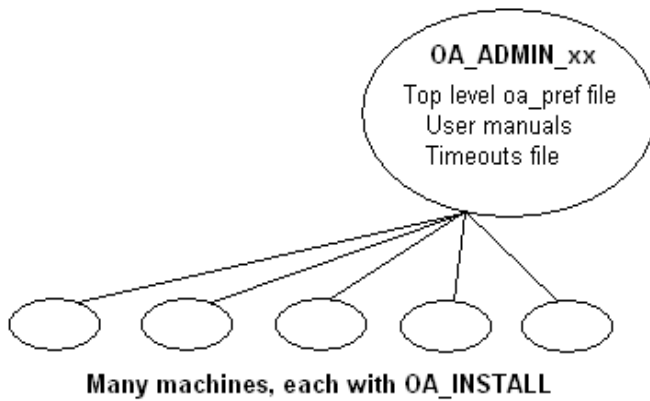 OA_ADMIN_xx
Top level oa_pref file
User manuals
Timeouts file
Many machines, each with OA_INSTALL